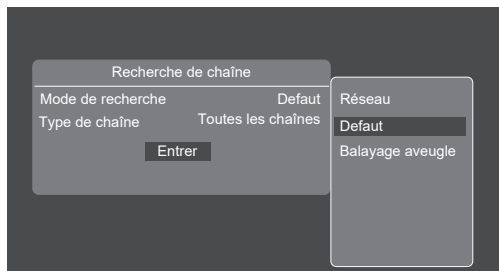 Recherche de chaîne
Mode de recherche Defaut
Type de chaîne Toutes les chaînes
Entrer
Réseau
Defaut
Balayage aveugle